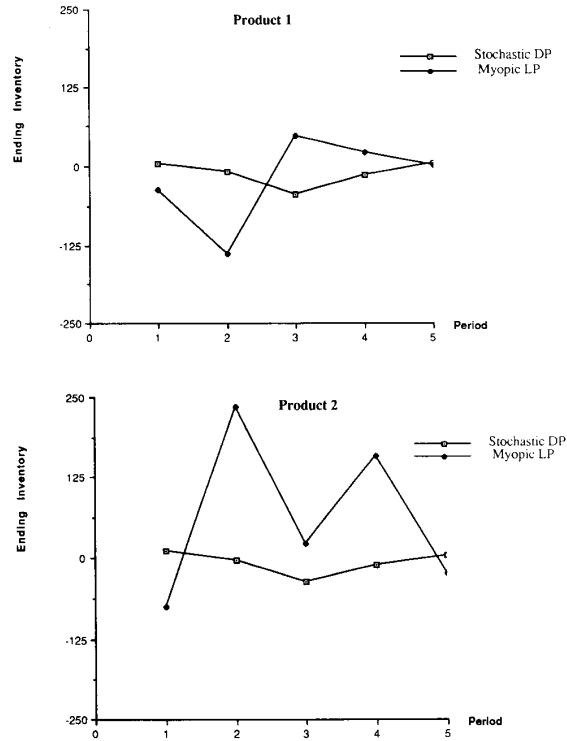 Product 1
250
125
0
-125
-250
Ending Inventory
Stochastic DP
Myopic LP
0 1 2 3 4 5
Period
Product 2
250
125
0
-125
-250
Ending Inventory
Stochastic DP
Myopic LP
0 1 2 3 4 5
Period